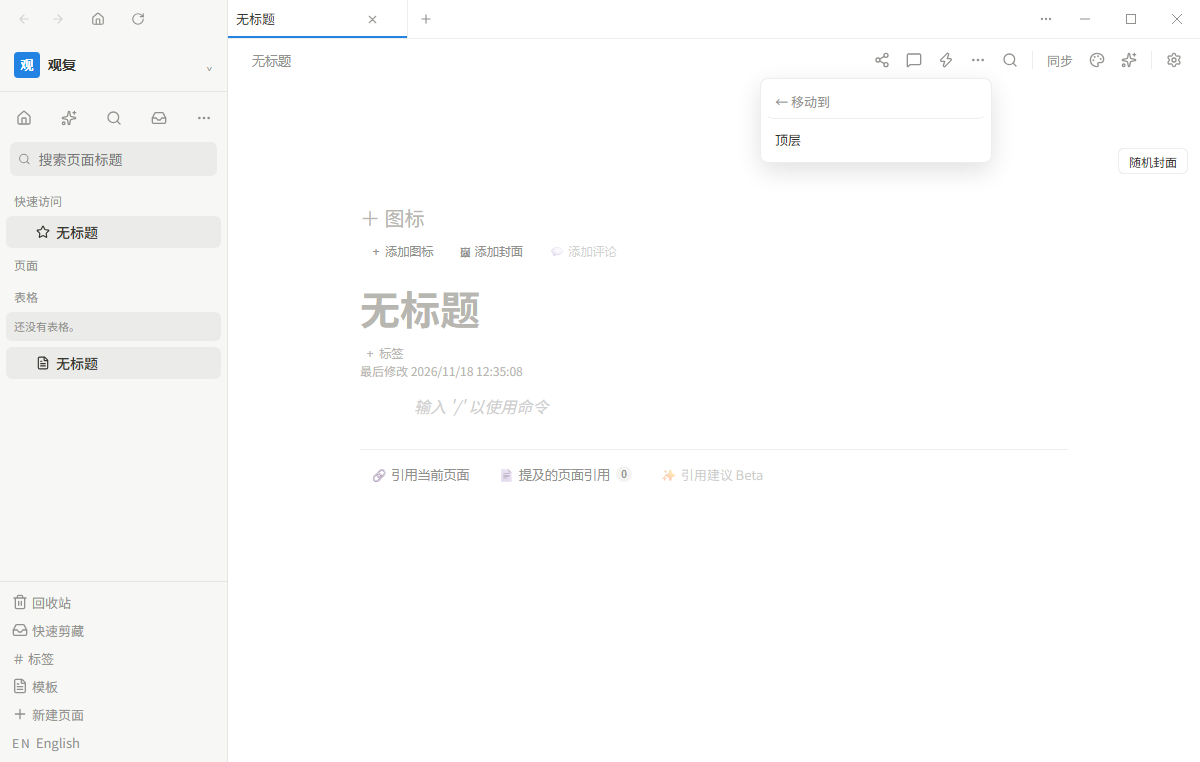 无标题
观 观复
搜索页面标题
快速访问
无标题
页面
表格
还没有表格。
无标题
回收站
快速剪藏
# 标签
模板
新建页面
EN English
无标题
同步
← 移动到
顶层
随机封面
图标
+ 添加图标 添加封面 添加评论
无标题
+ 标签
最后修改 2026/11/18 12:35:08
输入 '/' 以使用命令
引用当前页面 提及的页面引用 0 引用建议 Beta